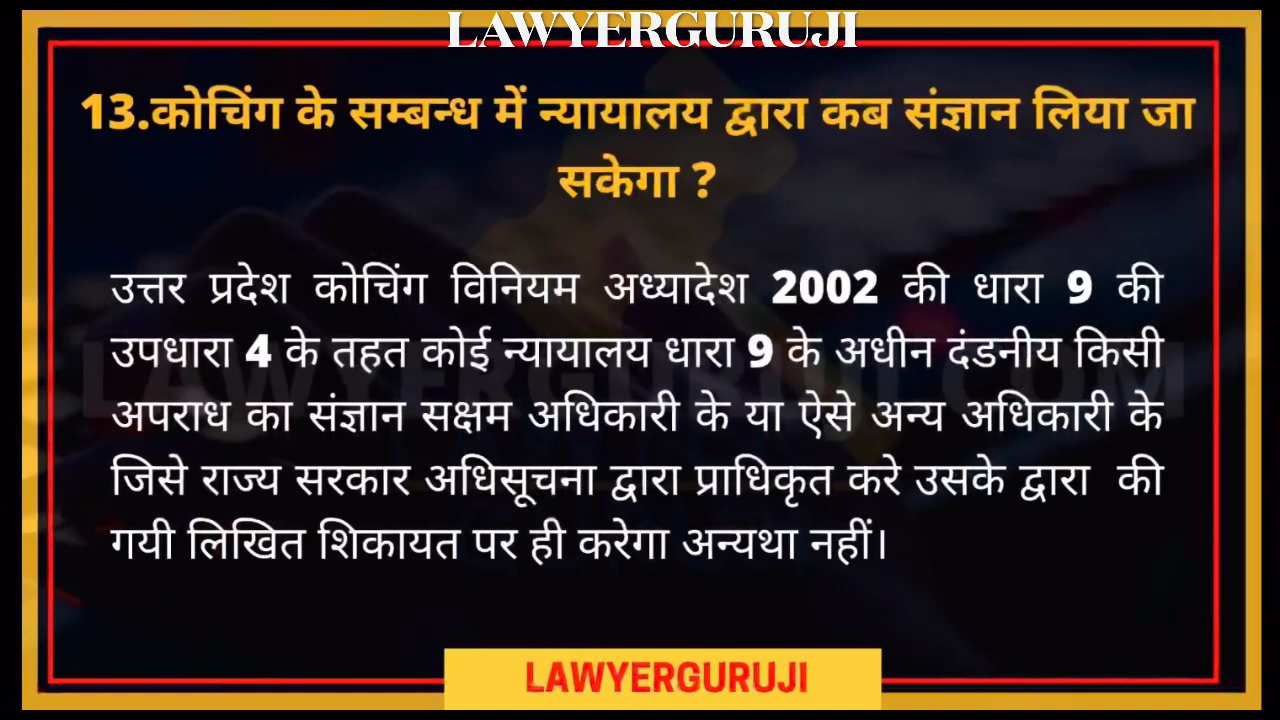 LAWYERGURUJI
13.कोचिंग के सम्बन्ध में न्यायालय द्वारा कब संज्ञान लिया जा
सकेगा ?
उत्तर प्रदेश कोचिंग विनियम अध्यादेश 2002 की धारा 9 की
उपधारा 4 के तहत कोई न्यायालय धारा 9 के अधीन दंडनीय किसी
अपराध का संज्ञान सक्षम अधिकारी के या ऐसे अन्य अधिकारी के
जिसे राज्य सरकार अधिसूचना द्वारा प्राधिकृत करे उसके द्वारा की
गयी लिखित शिकायत पर ही करेगा अन्यथा नहीं।
LAWYERGURUJI